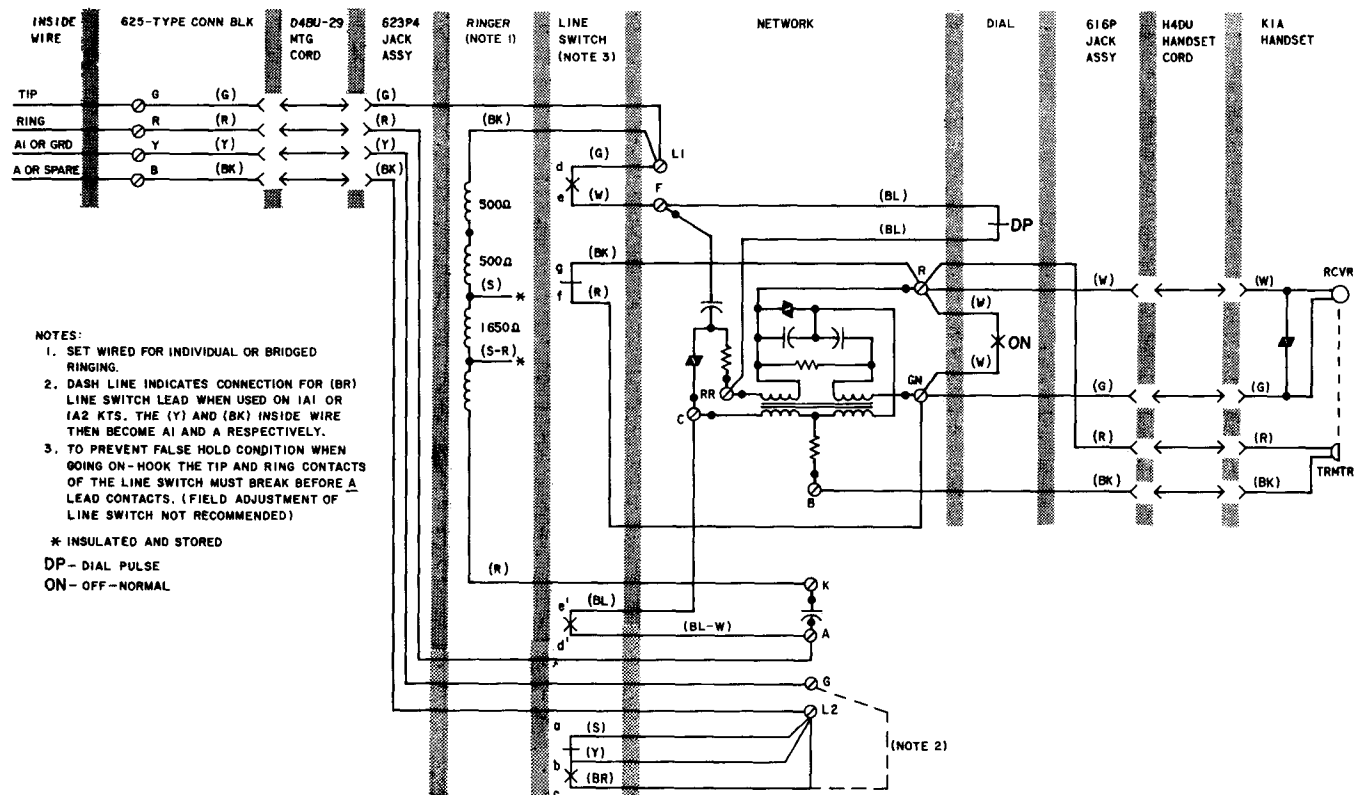 INSIDE WIRE
625-TYPE CONN BLK
D4BU-29 MTG CORD
623P4 JACK ASSY
RINGER (NOTE 1)
LINE SWITCH (NOTE 3)
NETWORK
DIAL
616P JACK ASSY
H4DU HANDSET CORD
K1A HANDSET
TIP G (G) (G)
RING R (R) (R)
A1 OR GRD Y (Y) (Y)
A OR SPARE B (BK) (BK)
(BK)
L1
d (G)
F
e (W)
(BL)
DP
(BL)
500Ω
500Ω
(S) *
1650Ω
(S-R) *
g (BK)
f (R)
R
(W)
(W) (W) RCVR
ON
(W)
RR
GN
(G) (G)
C
(R) (R)
TRMTR
B
(BK) (BK)
NOTES:
1. SET WIRED FOR INDIVIDUAL OR BRIDGED
RINGING.
2. DASH LINE INDICATES CONNECTION FOR (BR)
LINE SWITCH LEAD WHEN USED ON 1A1 OR
1A2 KTS. THE (Y) AND (BK) INSIDE WIRE
THEN BECOME A1 AND A RESPECTIVELY.
3. TO PREVENT FALSE HOLD CONDITION WHEN
GOING ON-HOOK THE TIP AND RING CONTACTS
OF THE LINE SWITCH MUST BREAK BEFORE A
LEAD CONTACTS. (FIELD ADJUSTMENT OF
LINE SWITCH NOT RECOMMENDED)
* INSULATED AND STORED
DP- DIAL PULSE
ON- OFF-NORMAL
(R)
K
e' (BL)
(BL-W)
A
d'
G
L2
a (S)
(Y)
b
(BR)
c
(NOTE 2)